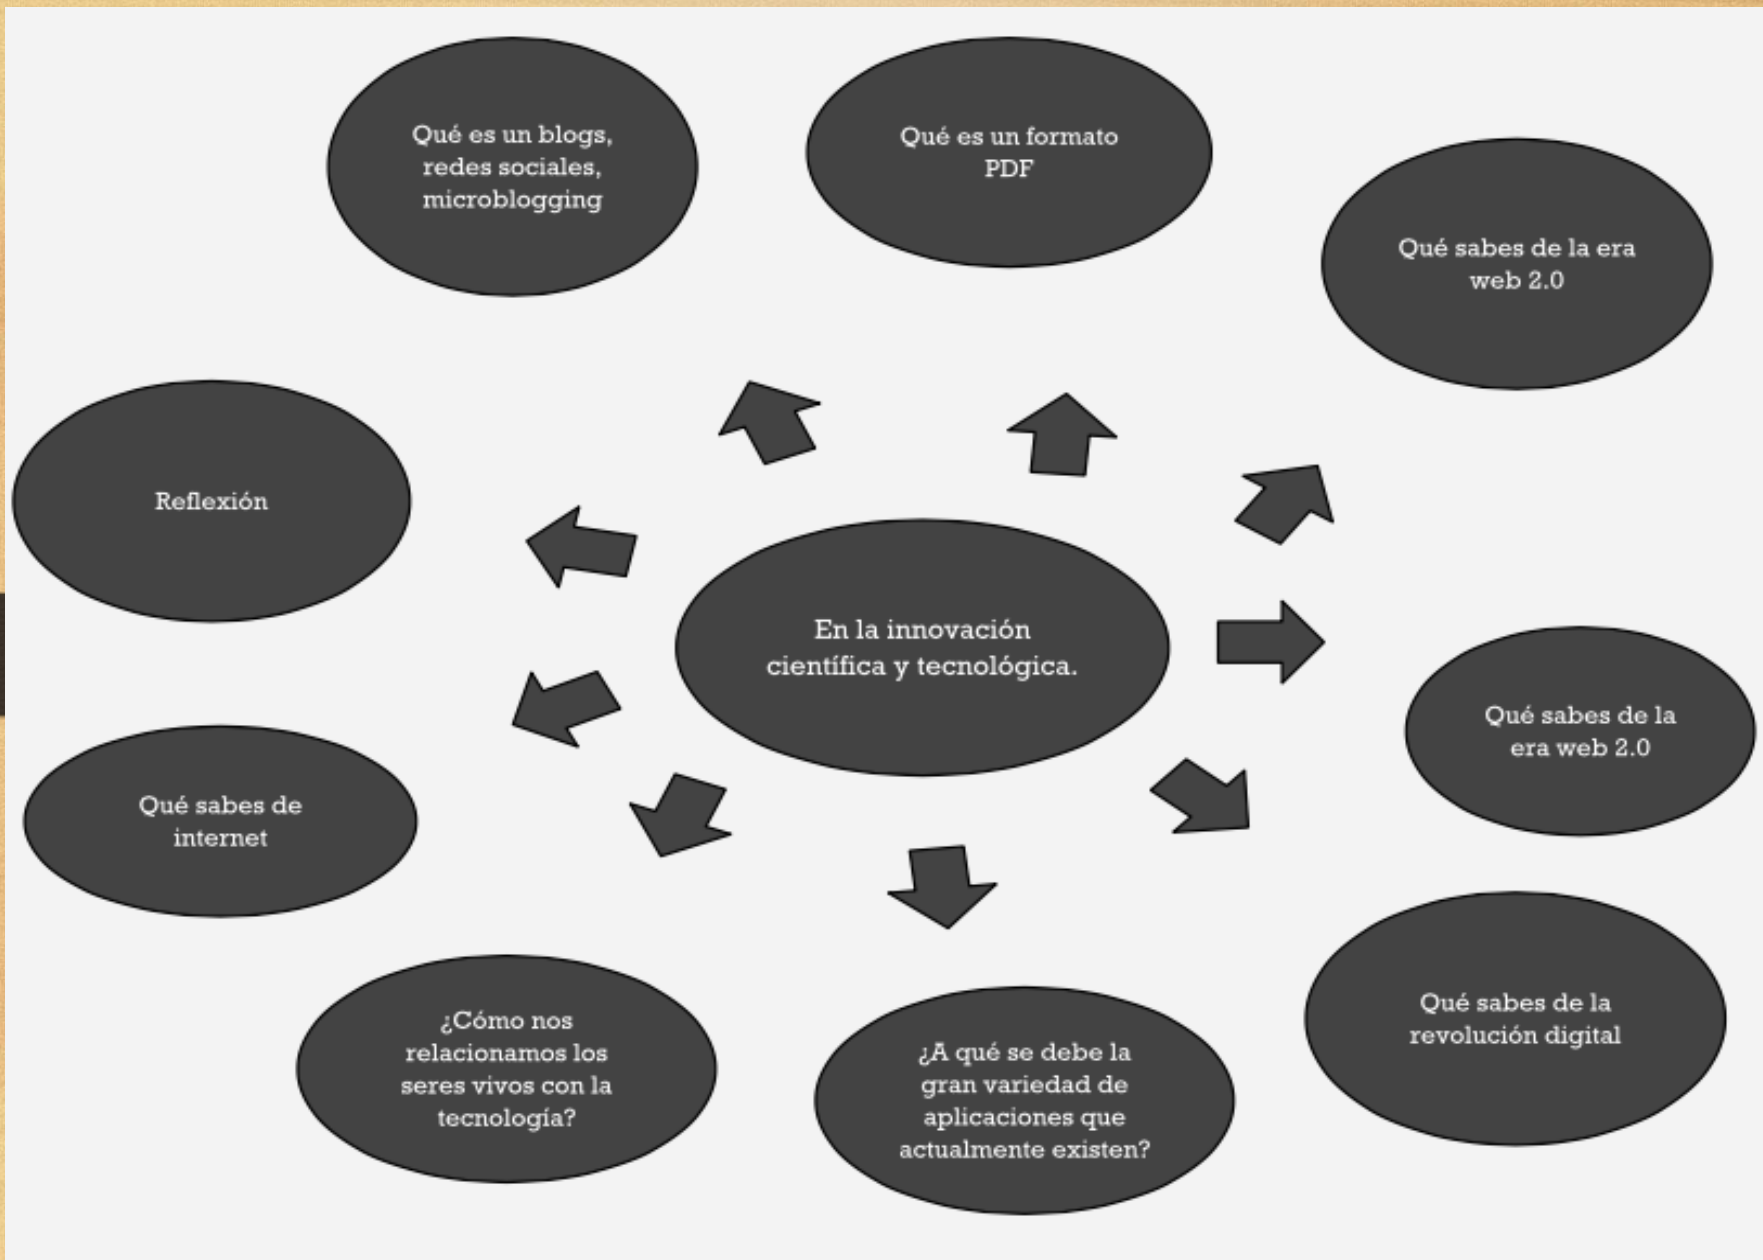 Qué es un blogs,
redes sociales,
microblogging
Qué es un formato
PDF
Qué sabes de la era
web 2.0
Reflexión
En la innovación
científica y tecnológica.
Qué sabes de la
era web 2.0
Qué sabes de
internet
Qué sabes de la
revolución digital
¿Cómo nos
relacionamos los
seres vivos con la
tecnología?
¿A qué se debe la
gran variedad de
aplicaciones que
actualmente existen?